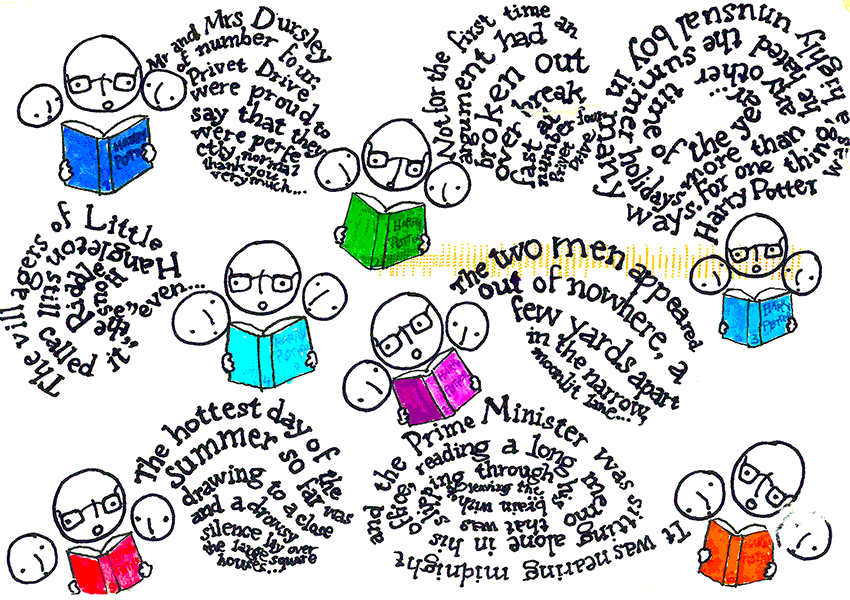 Mr and Mrs Dursley
of number four
Privet Drive
were proud to
say that they
were perfe
ctly normal
thank you
very much...
HARRY
POTTER
Not for the first time an
argument had
broken out
over break
fast at
number four
Privet Drive
HARRY
POTTER
Harry Potter was a highly unusual boy in
many ways. For one thing, he hated the summer holidays
more than any other time of
the year...
HARRY
POTTER
3
The villagers of Little
Hangleton still
called it
"the Riddle
House," even...
HARRY
POTTER
4
The hottest day of the
summer so far was
drawing to a close
and a drowsy
silence lay over
the large square
houses...
HARRY
POTTER
It was nearing midnight
and the Prime Minister was sitting alone in his
office, reading a long memo that was
slipping through his brain
leaving the
HARRY
POTTER
The two men appeared
out of nowhere, a
few yards apart
in the narrow,
moonlit lane...
HARRY
POTTER